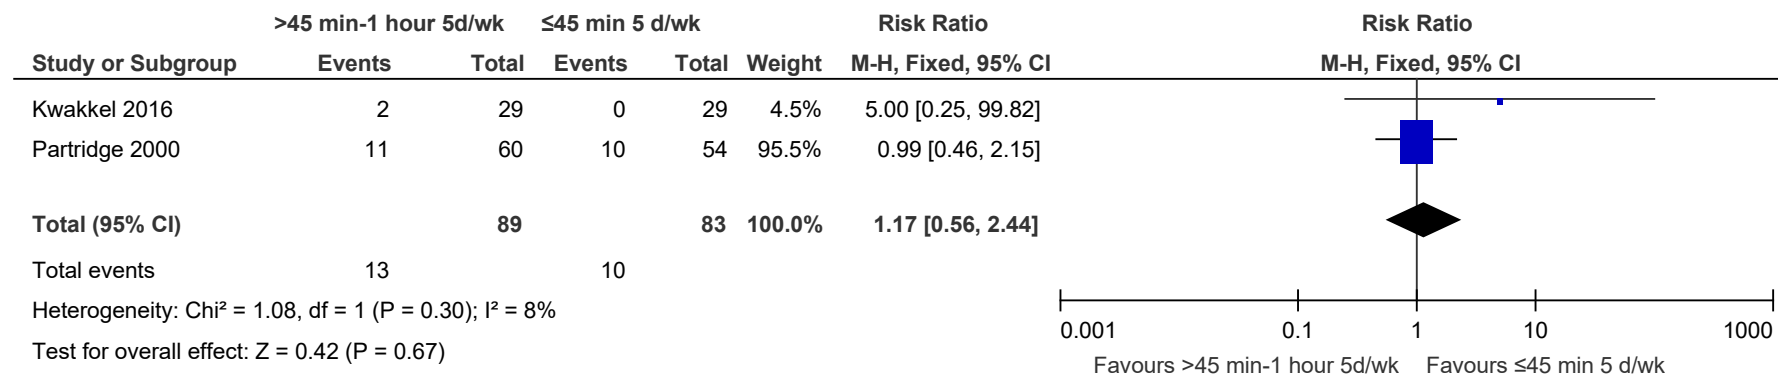 >45 min-1 hour 5d/wk ≤45 min 5 d/wk Risk Ratio Risk Ratio
Study or Subgroup Events Total Events Total Weight M-H, Fixed, 95% CI M-H, Fixed, 95% CI
Kwakkel 2016 2 29 0 29 4.5% 5.00 [0.25, 99.82]
Partridge 2000 11 60 10 54 95.5% 0.99 [0.46, 2.15]
Total (95% CI) 89 83 100.0% 1.17 [0.56, 2.44]
Total events 13 10
Heterogeneity: Chi² = 1.08, df = 1 (P = 0.30); I² = 8%
Test for overall effect: Z = 0.42 (P = 0.67)
0.001 0.1 1 10 1000
Favours >45 min-1 hour 5d/wk Favours ≤45 min 5 d/wk